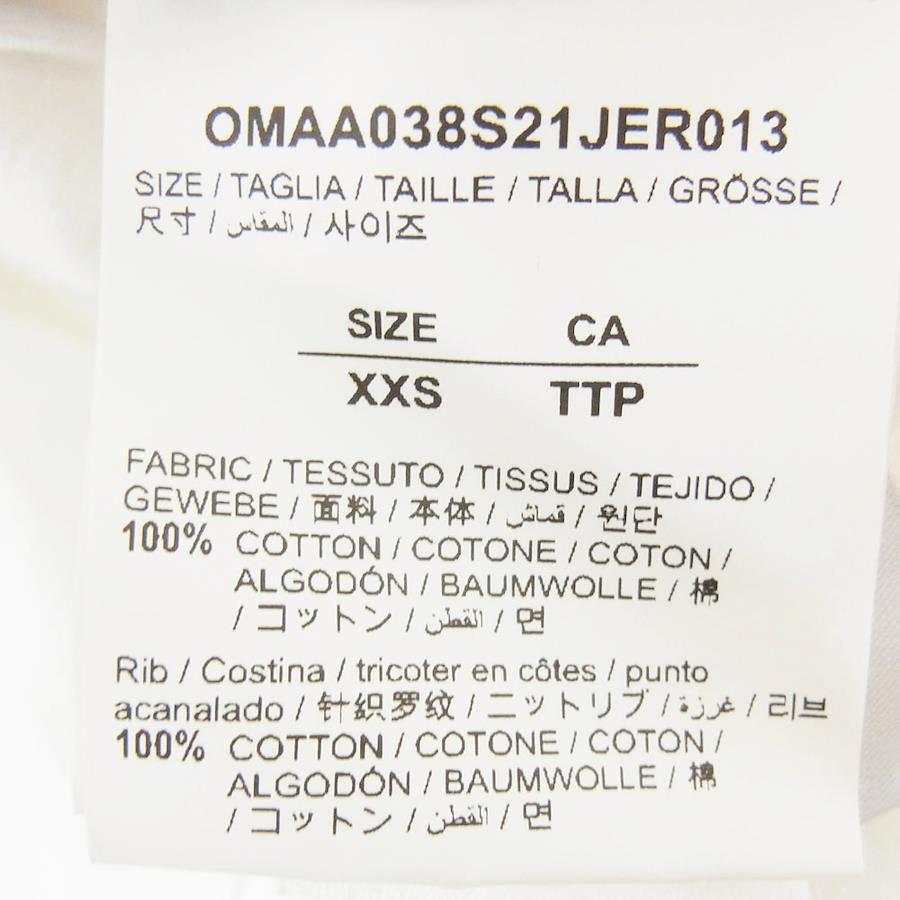 OMAA038S21JER013
SIZE / TAGLIA / TAILLE / TALLA / GRÖSSE /
尺寸 / المقاس / 사이즈
SIZE CA
XXS TTP
FABRIC / TESSUTO / TISSUS / TEJIDO /
GEWEBE / 面料 / 本体 / قماش / 원단
100% COTTON / COTONE / COTON /
ALGODÓN / BAUMWOLLE / 棉
/ コットン / القطن / 면
Rib / Costina / tricoter en côtes / punto
acanalado / 针织罗纹 / ニットリブ / غرزة / 리브
100% COTTON / COTONE / COTON /
ALGODÓN / BAUMWOLLE / 棉
/ コットン / القطن / 면